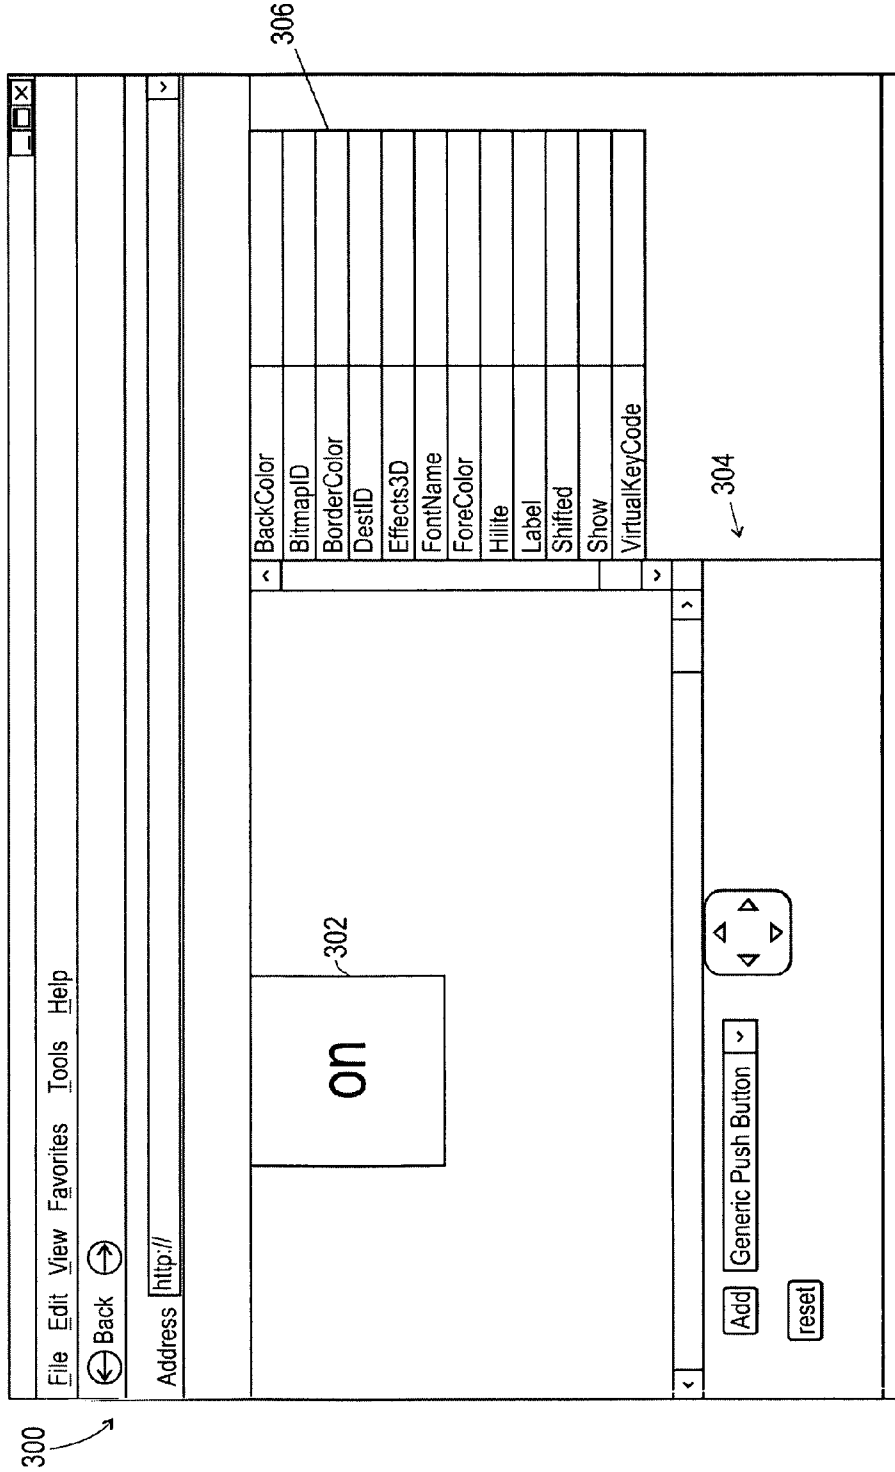 300
File Edit View Favorites Tools Help
Back
Address http://
302
on
306
BackColor
BitmapID
BorderColor
DestID
Effects3D
FontName
ForeColor
Hilite
Label
Shifted
Show
VirtualKeyCode
304
Add Generic Push Button
reset